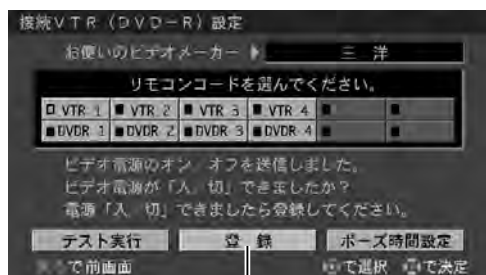 接続VTR(DVD-R)設定
お使いのビデオメーカー ▶ 三 洋
リモコンコードを選んでください。
VTR 1 VTR 2 VTR 3 VTR 4
DVDR 1 DVDR 2 DVDR 3 DVDR 4
ビデオ電源のオン オフを送信しました。
ビデオ電源が「入 切」できましたか?
電源「入 切」できましたら登録してください。
テスト実行 登 録 ポーズ時間設定
で前画面 で選択 で決定